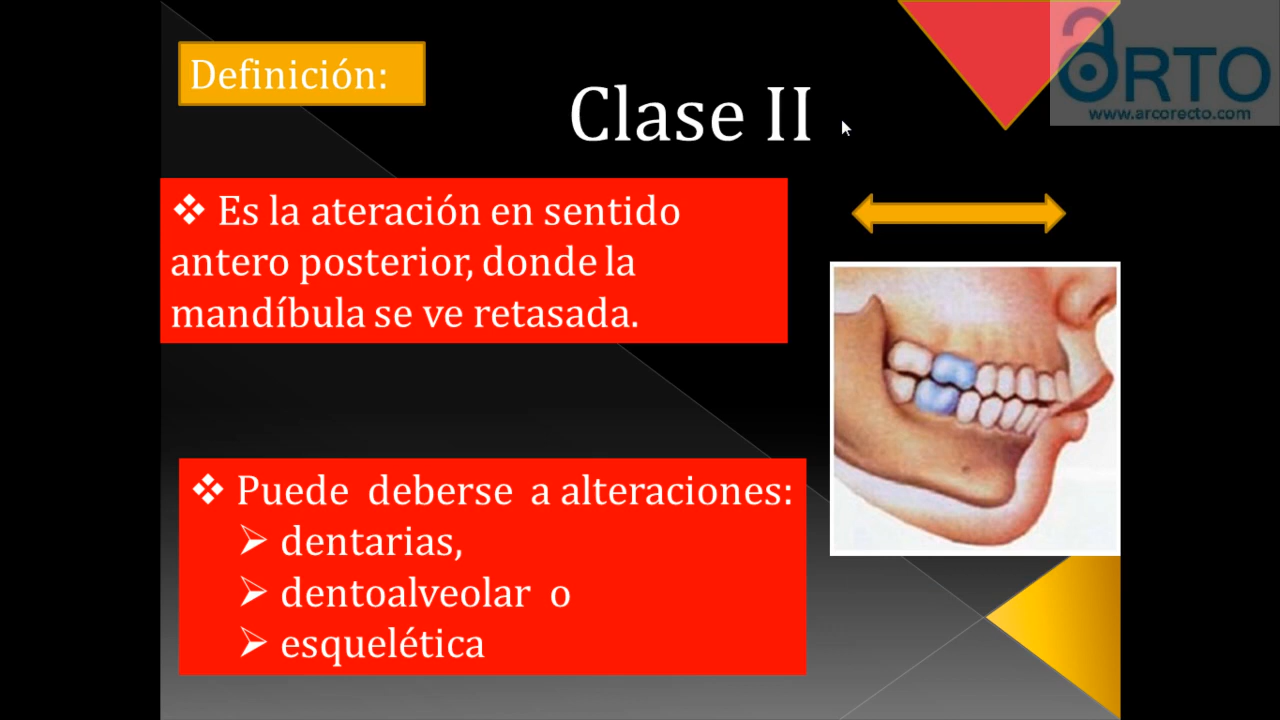 Definición:
Clase II
ARTO
www.arcorecto.com
❖ Es la ateración en sentido
antero posterior, donde la
mandíbula se ve retasada.
❖ Puede deberse a alteraciones:
➢ dentarias,
➢ dentoalveolar o
➢ esquelética